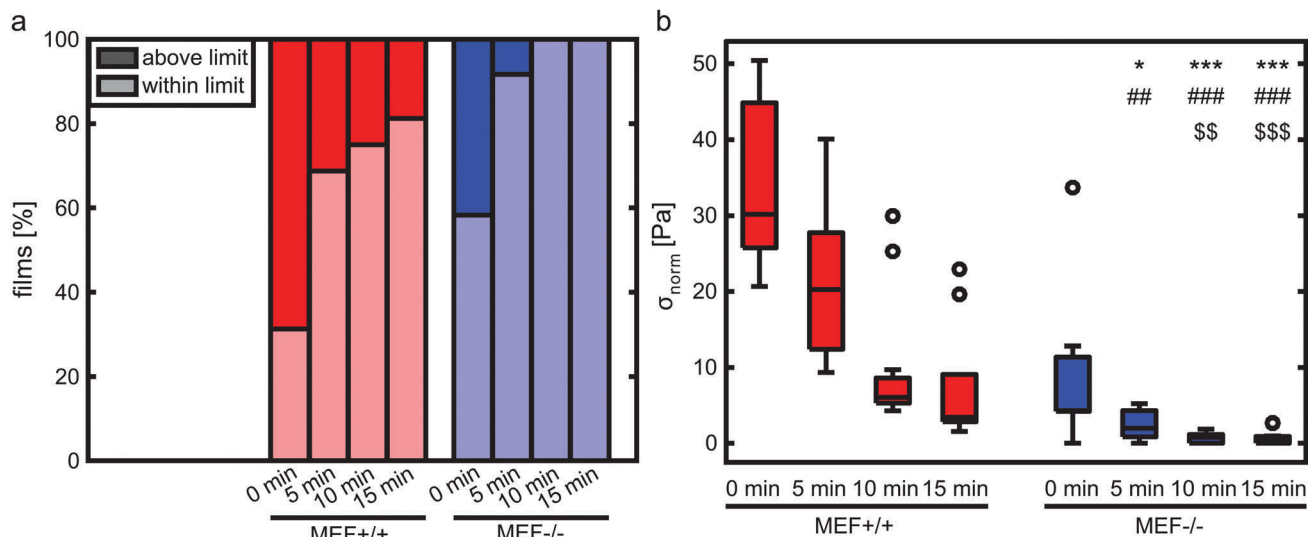 a
100
80
60
40
20
0
films [%]
above limit
within limit
0 min
5 min
10 min
15 min
0 min
5 min
10 min
15 min
MEF+/+
MEF-/-
b
50
40
30
20
10
0
σnorm [Pa]
* *** ***
## ### ###
$$ $$$
0 min 5 min 10 min 15 min 0 min 5 min 10 min 15 min
MEF+/+ MEF-/-